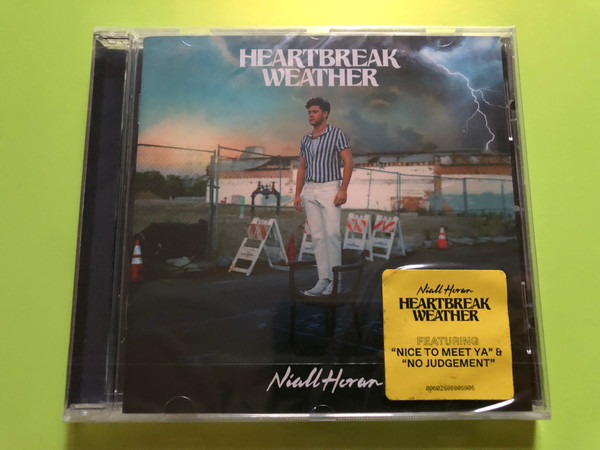 HEARTBREAK
WEATHER
Niall Horan
Niall Horan
HEARTBREAK
WEATHER
FEATURING
"NICE TO MEET YA" &
"NO JUDGEMENT"